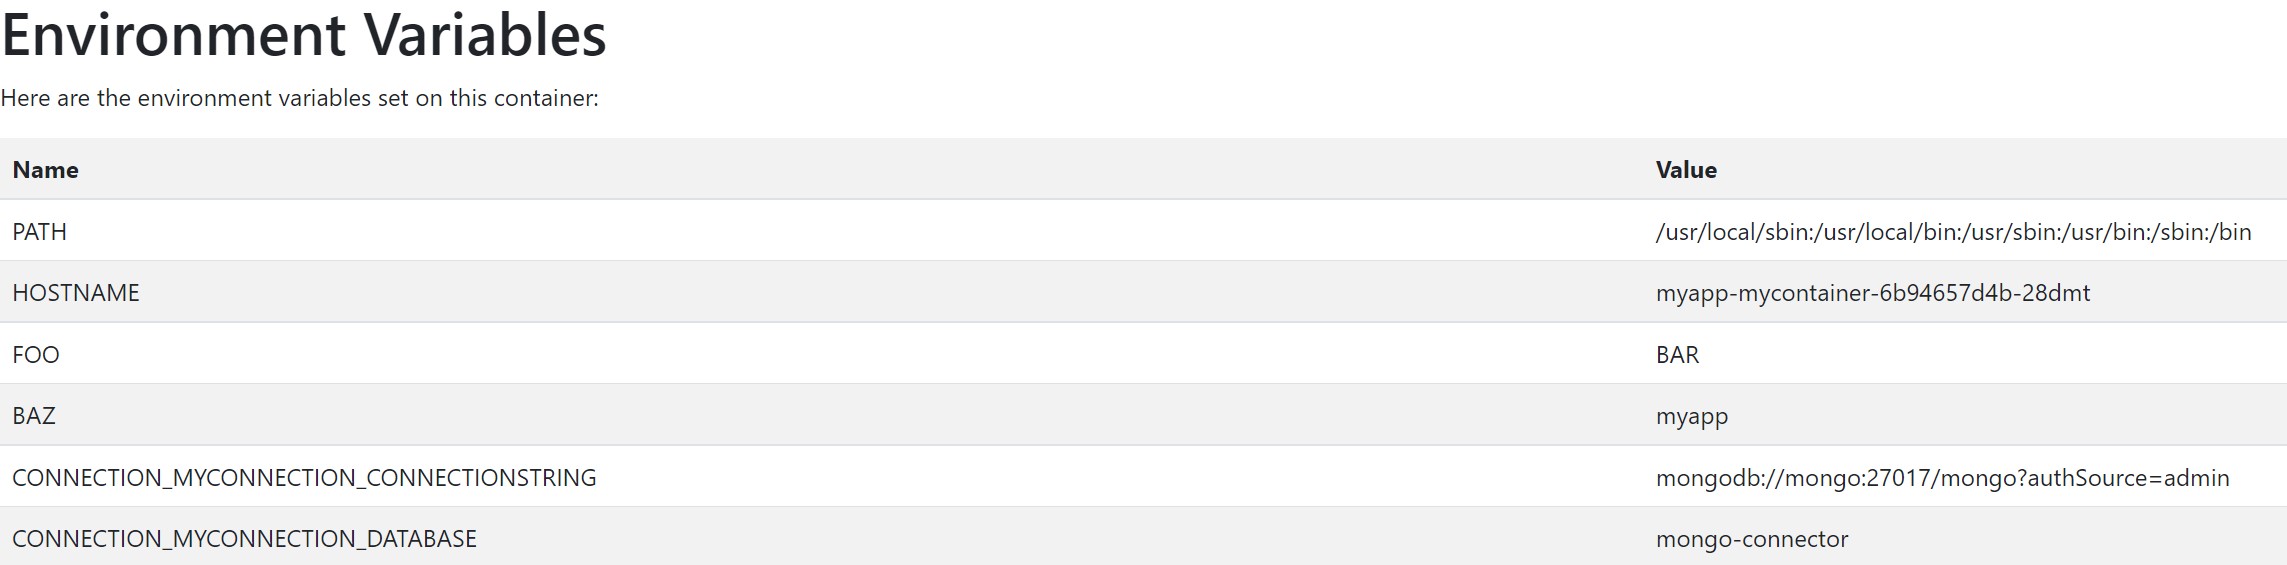 Environment Variables
Here are the environment variables set on this container:
Name Value
PATH /usr/local/sbin:/usr/local/bin:/usr/sbin:/usr/bin:/sbin:/bin
HOSTNAME myapp-mycontainer-6b94657d4b-28dmt
FOO BAR
BAZ myapp
CONNECTION_MYCONNECTION_CONNECTIONSTRING mongodb://mongo:27017/mongo?authSource=admin
CONNECTION_MYCONNECTION_DATABASE mongo-connector